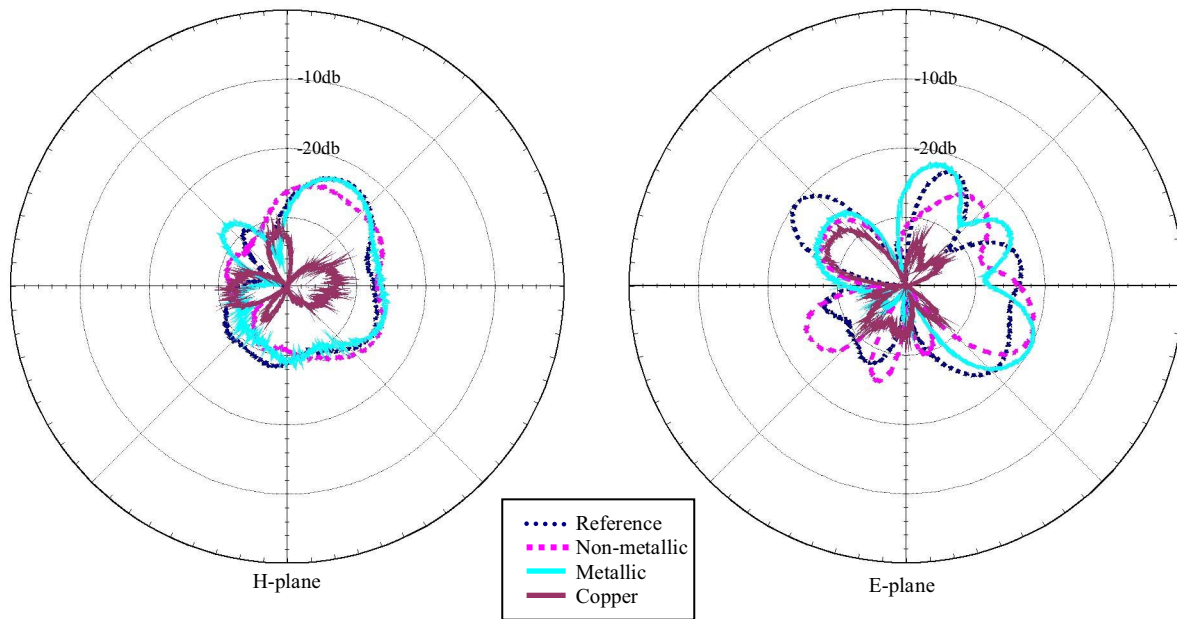 -10db
-20db
-10db
-20db
Reference
Non-metallic
Metallic
Copper
H-plane
E-plane